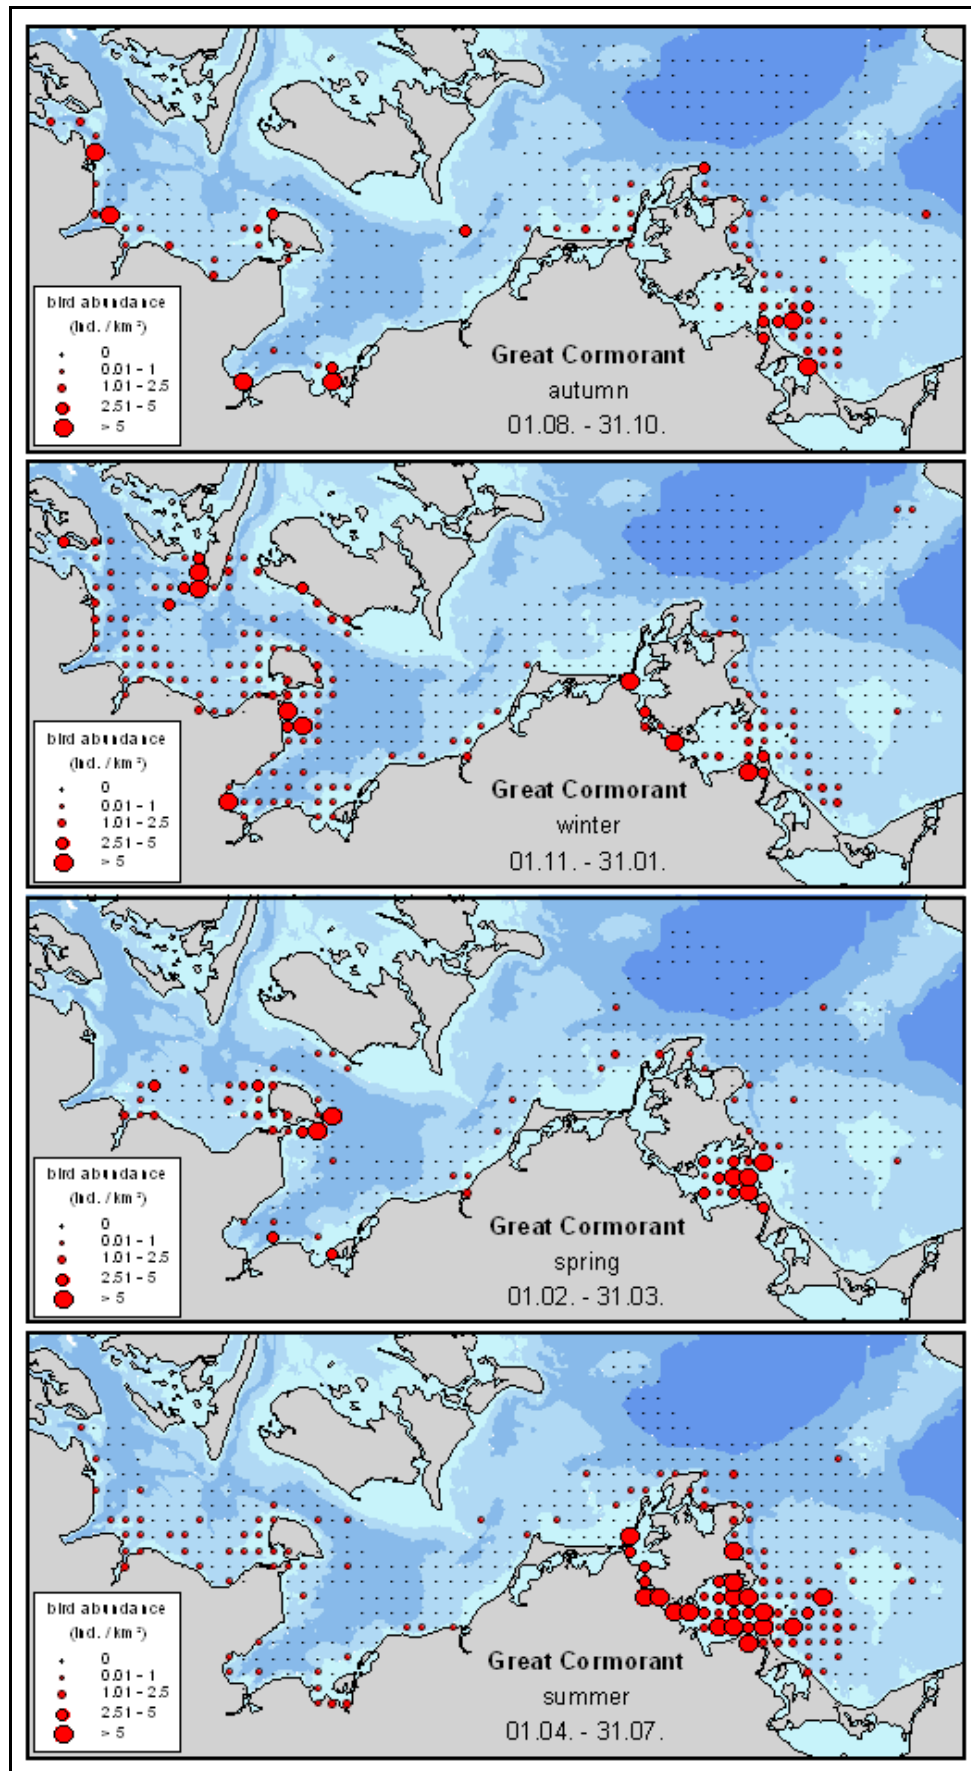 bird abundance
(Ind. / km²)
0
0.01 - 1
1.01 - 2.5
2.51 - 5
> 5
Great Cormorant
autumn
01.08. - 31.10.
bird abundance
(Ind. / km²)
0
0.01 - 1
1.01 - 2.5
2.51 - 5
> 5
Great Cormorant
winter
01.11. - 31.01.
bird abundance
(Ind. / km²)
0
0.01 - 1
1.01 - 2.5
2.51 - 5
> 5
Great Cormorant
spring
01.02. - 31.03.
bird abundance
(Ind. / km²)
0
0.01 - 1
1.01 - 2.5
2.51 - 5
> 5
Great Cormorant
summer
01.04. - 31.07.